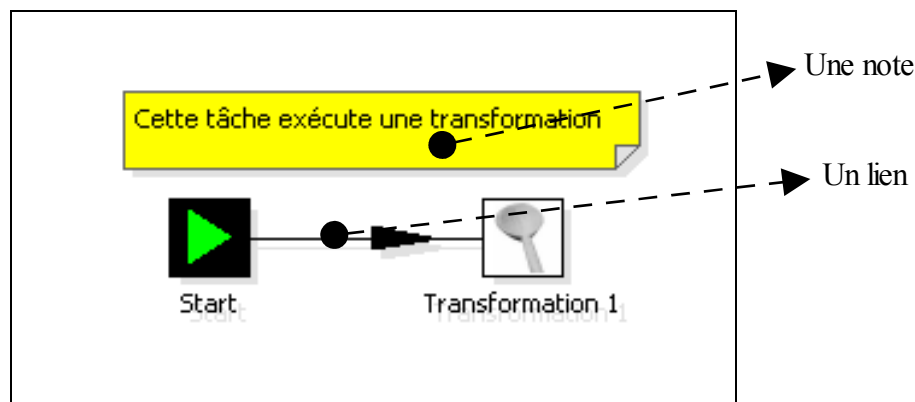 Une note
Cette tâche exécute une transformation
Un lien
Start
Transformation 1